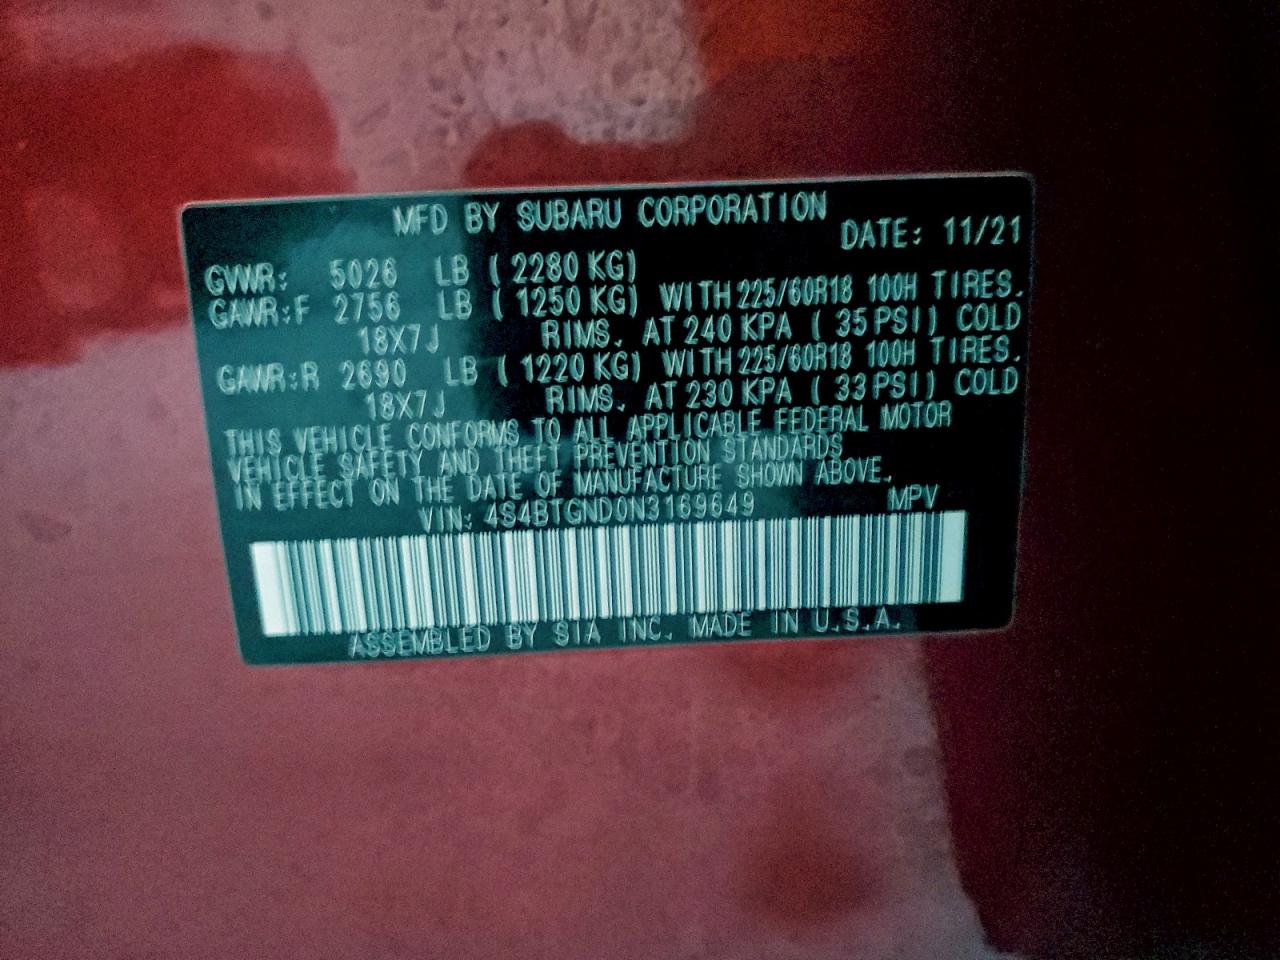 MFD BY SUBARU CORPORATION
DATE: 11/21
GVWR: 5026 LB ( 2280 KG)
GAWR:F 2756 LB ( 1250 KG) WITH 225/60R18 100H TIRES.
18X7J RIMS. AT 240 KPA ( 35 PSI) COLD
GAWR:R 2690 LB ( 1220 KG) WITH 225/60R18 100H TIRES.
18X7J RIMS. AT 230 KPA ( 33 PSI) COLD
THIS VEHICLE CONFORMS TO ALL APPLICABLE FEDERAL MOTOR
VEHICLE SAFETY AND THEFT PREVENTION STANDARDS
IN EFFECT ON THE DATE OF MANUFACTURE SHOWN ABOVE.
VIN: 4S4BTGND0N3169649 MPV
ASSEMBLED BY SIA INC. MADE IN U.S.A.